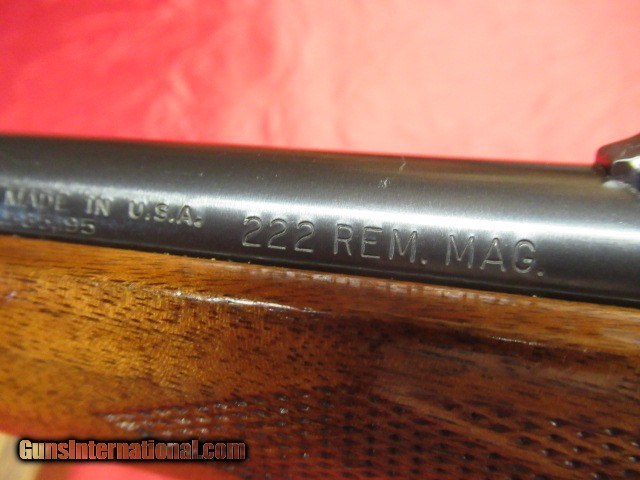 MADE IN U.S.A.
222 REM. MAG.
GunsInternational.com